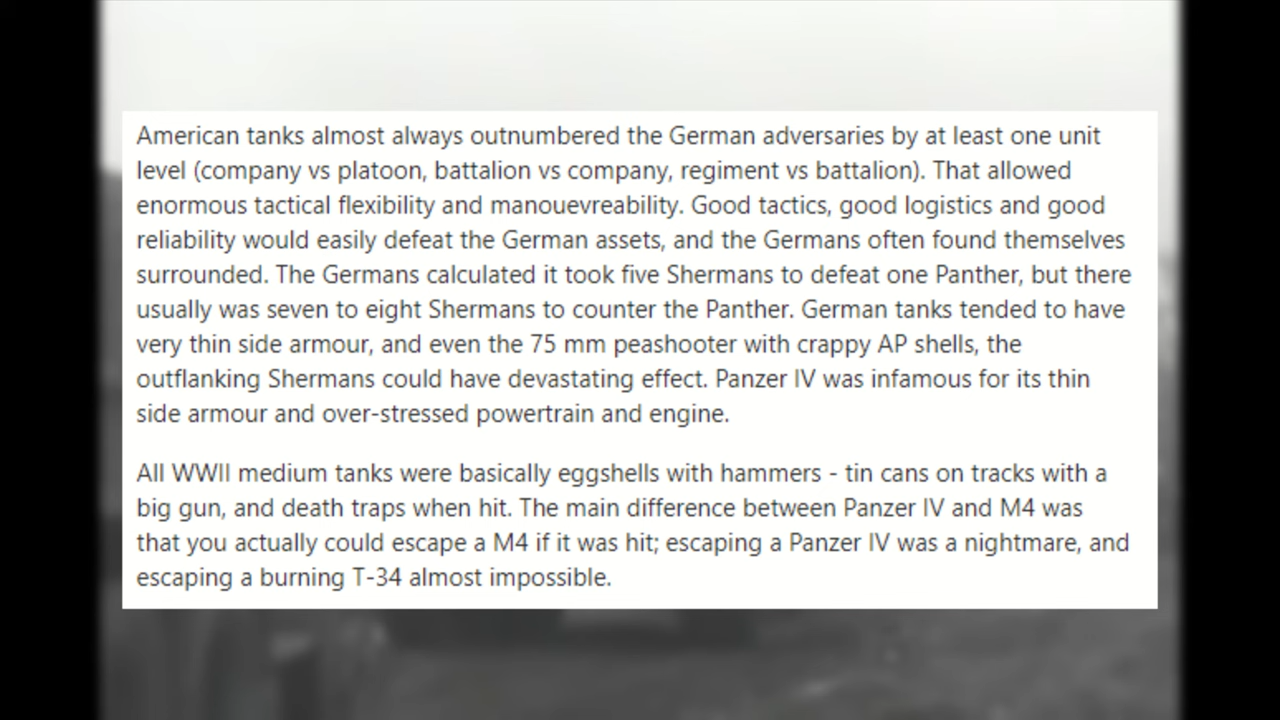 American tanks almost always outnumbered the German adversaries by at least one unit
level (company vs platoon, battalion vs company, regiment vs battalion). That allowed
enormous tactical flexibility and manouevreability. Good tactics, good logistics and good
reliability would easily defeat the German assets, and the Germans often found themselves
surrounded. The Germans calculated it took five Shermans to defeat one Panther, but there
usually was seven to eight Shermans to counter the Panther. German tanks tended to have
very thin side armour, and even the 75 mm peashooter with crappy AP shells, the
outflanking Shermans could have devastating effect. Panzer IV was infamous for its thin
side armour and over-stressed powertrain and engine.
All WWII medium tanks were basically eggshells with hammers - tin cans on tracks with a
big gun, and death traps when hit. The main difference between Panzer IV and M4 was
that you actually could escape a M4 if it was hit; escaping a Panzer IV was a nightmare, and
escaping a burning T-34 almost impossible.